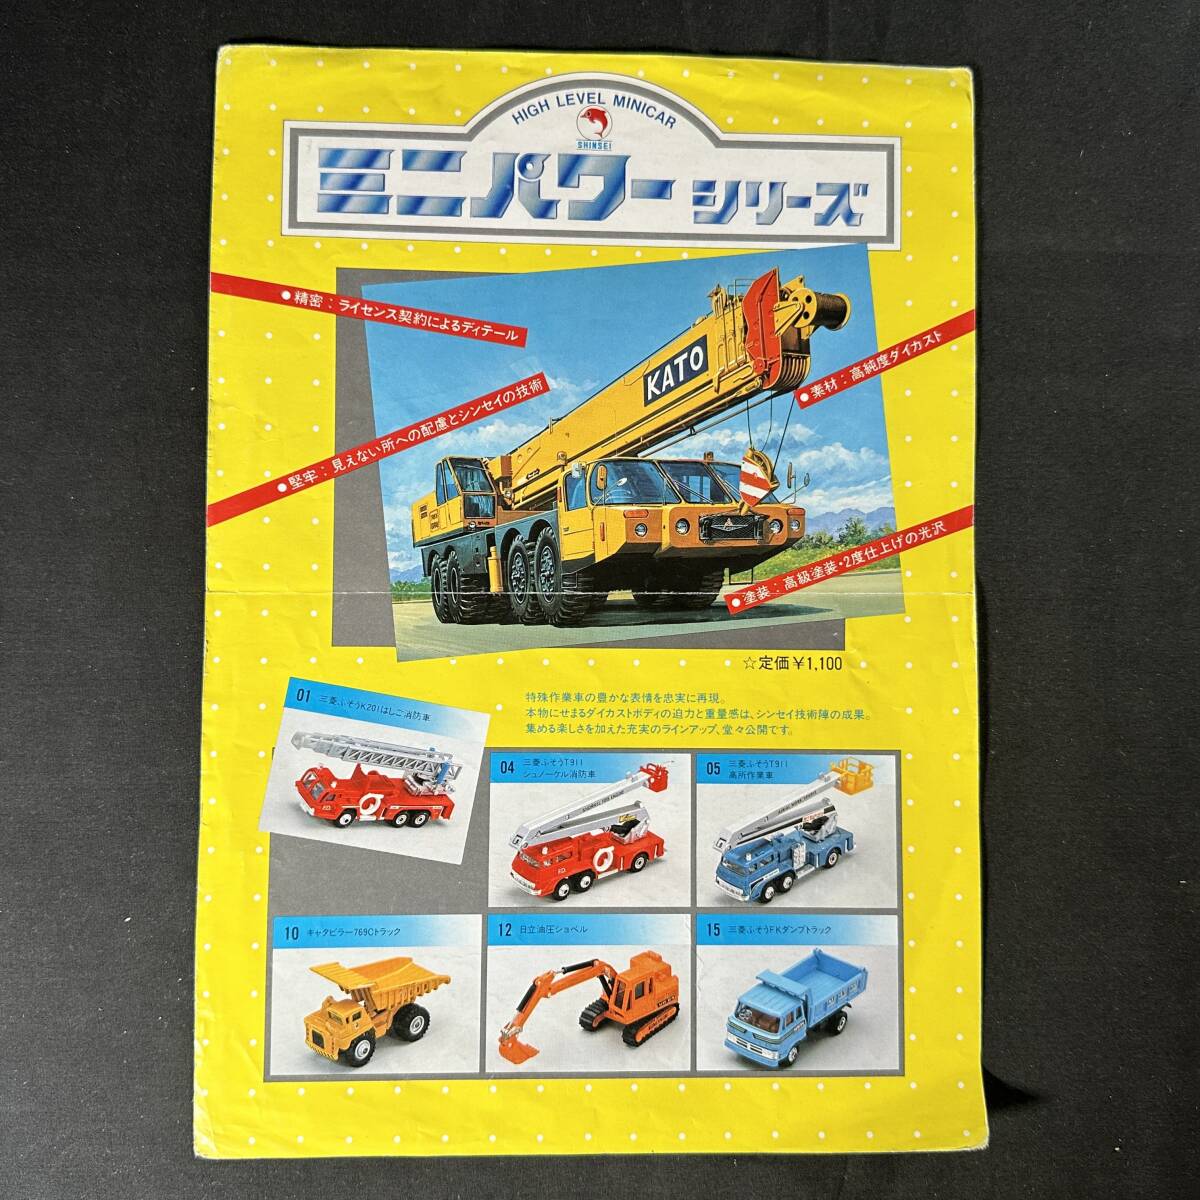 HIGH LEVEL MINICAR
SHINSEI
ミニパワーシリーズ
●精密：ライセンス契約によるディテール
●堅牢：見えない所への配慮とシンセイの技術
●素材：高純度ダイカスト
●塗装：高級塗装・2度仕上げの光沢
KATO
☆定価￥1,100
特殊作業車の豊かな表情を忠実に再現。
本物にせまるダイカストボディの迫力と重量感は、シンセイ技術陣の成果。
集める楽しさを加えた充実のラインアップ、堂々公開です。
01 三菱ふそうK201はしご消防車
04 三菱ふそうT911
シュノーケル消防車
05 三菱ふそうT911
高所作業車
10 キャタピラー769Cトラック
12 日立油圧ショベル
15 三菱ふそうFKダンプトラック